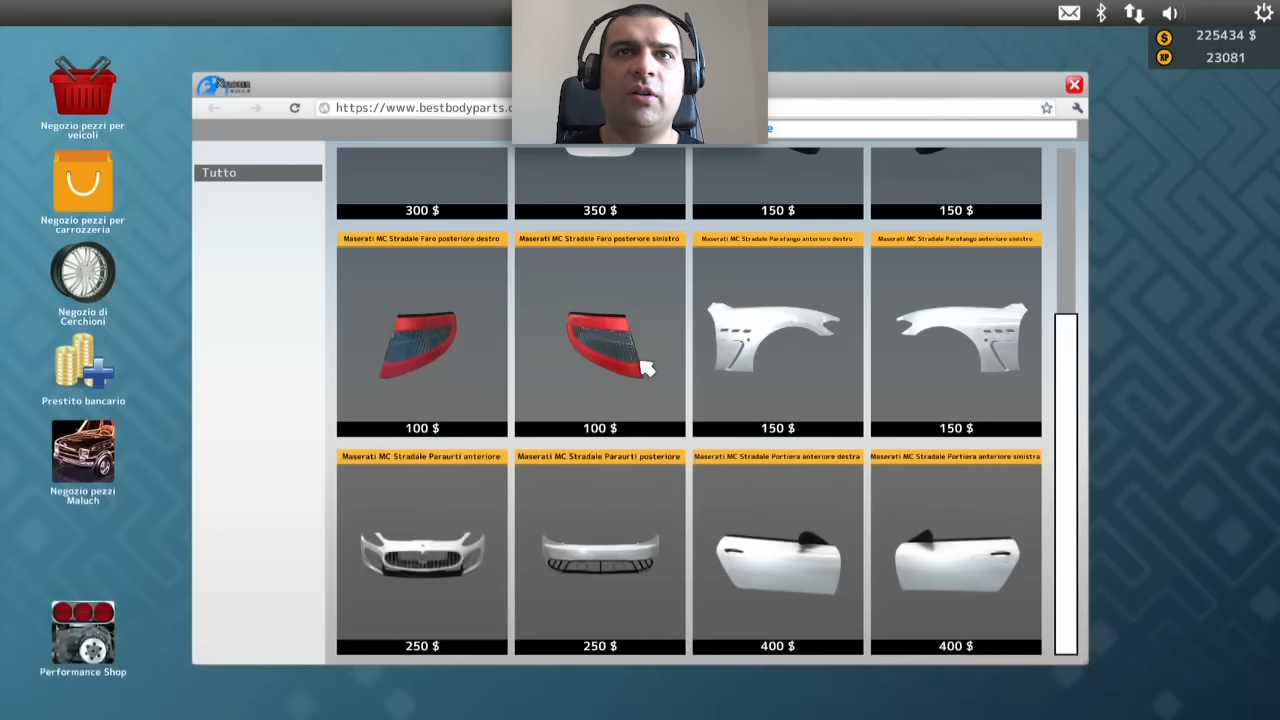 225434 $
XP
23081
Negozio pezzi per
veicoli
Negozio pezzi per
carrozzeria
Negozio di
Cerchioni
Prestito bancario
Negozio pezzi
Maluch
Performance Shop
https://www.bestbodyparts.c
e
Tutto
300 $
350 $
150 $
150 $
Maserati MC Stradale Faro posteriore destro
Maserati MC Stradale Faro posteriore sinistro
Maserati MC Stradale Parafango anteriore destro
Maserati MC Stradale Parafango anteriore sinistro
100 $
100 $
150 $
150 $
Maserati MC Stradale Paraurti anteriore
Maserati MC Stradale Paraurti posteriore
Maserati MC Stradale Portiera anteriore destra
Maserati MC Stradale Portiera anteriore sinistra
250 $
250 $
400 $
400 $